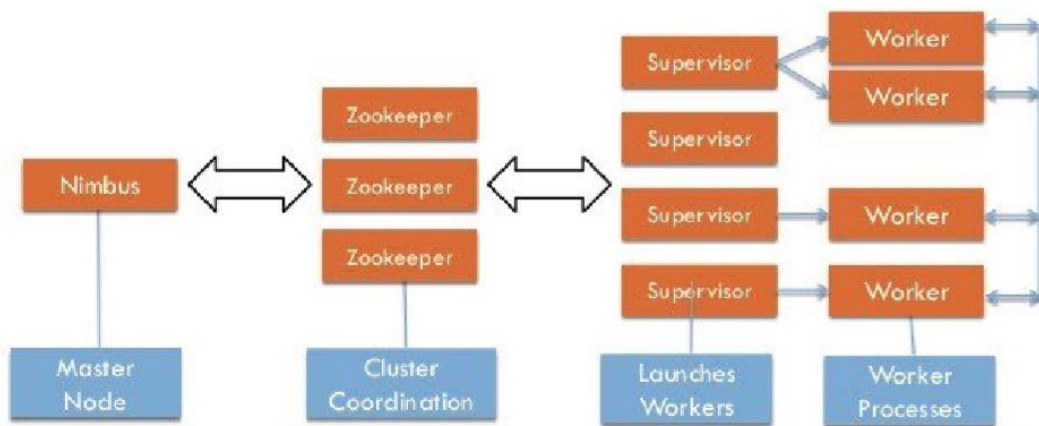 Nimbus
Zookeeper
Zookeeper
Zookeeper
Supervisor
Supervisor
Supervisor
Supervisor
Worker
Worker
Worker
Worker
Master
Node
Cluster
Coordination
Launches
Workers
Worker
Processes